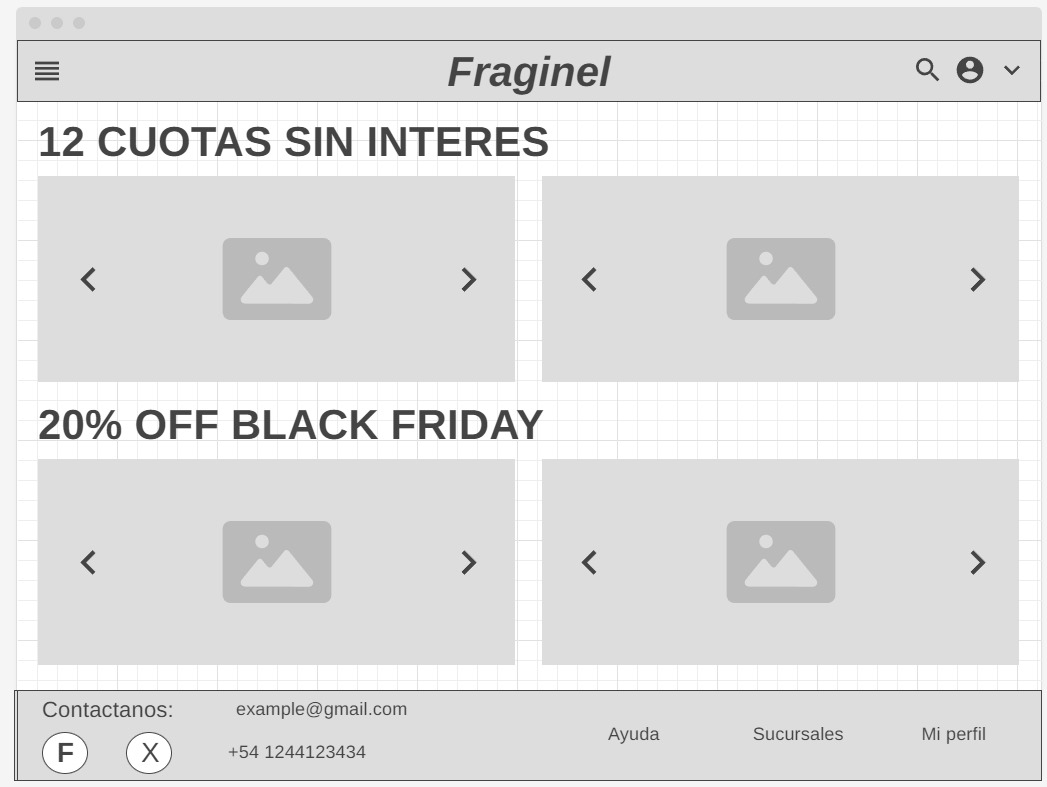 Fraginel
12 CUOTAS SIN INTERES
20% OFF BLACK FRIDAY
Contactanos:
example@gmail.com
F
X
+54 1244123434
Ayuda
Sucursales
Mi perfil